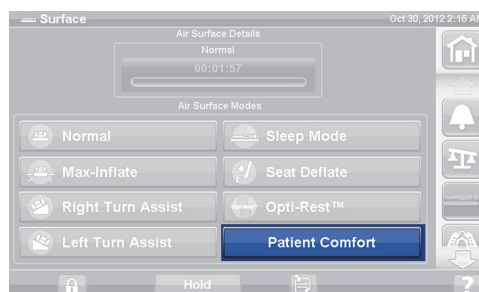 Surface
Oct 30, 2012 2:16 AM
Air Surface Details
Normal
00:01:57
Air Surface Modes
Normal
Sleep Mode
Max-Inflate
Seat Deflate
Right Turn Assist
Opti-Rest™
Left Turn Assist
Patient Comfort
Hold
?